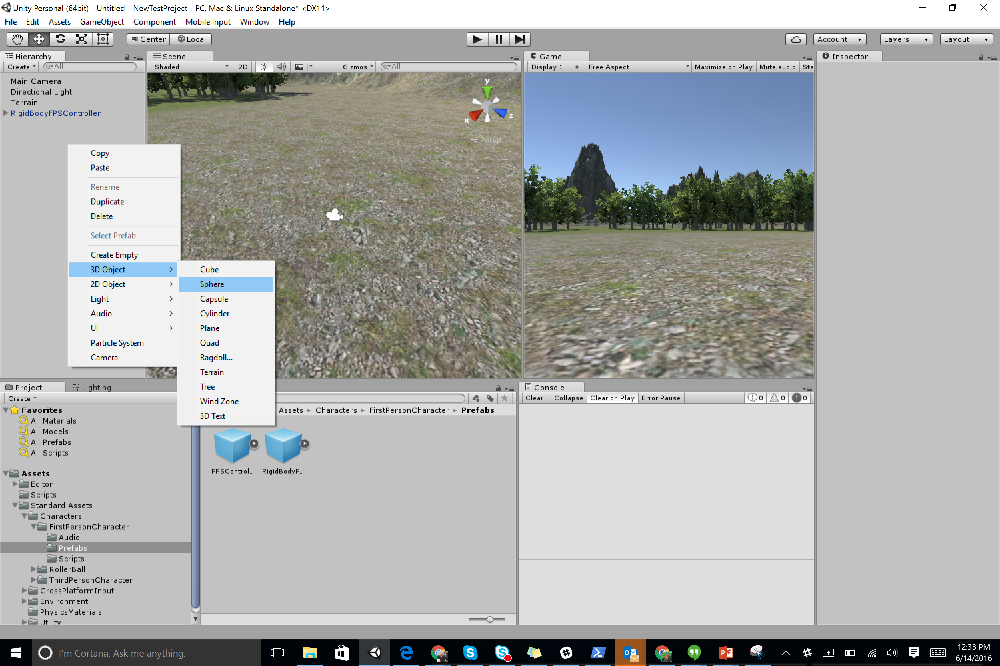 Unity Personal (64bit) - Untitled - NewTestProject - PC, Mac & Linux Standalone* <DX11>
File Edit Assets GameObject Component Mobile Input Window Help
Center Local Account Layers Layout
Hierarchy
Create All
Main Camera
Directional Light
Terrain
RigidBodyFPSController
Scene
Shaded 2D Gizmos All
y
x
z
Persp
Game
Display 1 Free Aspect Maximize on Play Mute audio Sta
Inspector
Copy
Paste
Rename
Duplicate
Delete
Select Prefab
Create Empty
3D Object
2D Object
Light
Audio
UI
Particle System
Camera
Cube
Sphere
Capsule
Cylinder
Plane
Quad
Ragdoll...
Terrain
Tree
Wind Zone
3D Text
Project Lighting
Create
Favorites
All Materials
All Models
All Prefabs
All Scripts
Assets
Editor
Scripts
Standard Assets
Characters
FirstPersonCharacter
Audio
Prefabs
Scripts
RollerBall
ThirdPersonCharacter
CrossPlatformInput
Environment
PhysicsMaterials
Utility
Assets Characters FirstPersonCharacter Prefabs
FPSControl... RigidBodyF...
Console
Clear Collapse Clear on Play Error Pause 0 0 0
I'm Cortana. Ask me anything.
12:33 PM
6/14/2016